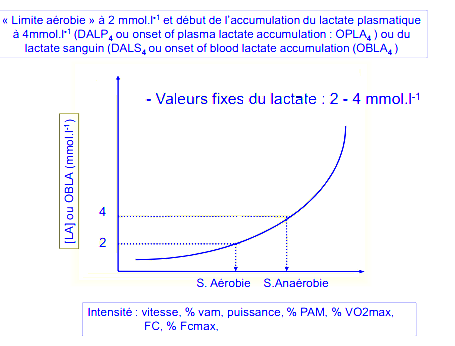 « Limite aérobie » à 2 mmol.l-1 et début de l'accumulation du lactate plasmatique
à 4mmol.l-1 (DALP4 ou onset of plasma lactate accumulation : OPLA4 ) ou du
lactate sanguin (DALS4 ou onset of blood lactate accumulation (OBLA4 )
- Valeurs fixes du lactate : 2 - 4 mmol.l-1
[LA] ou OBLA (mmol.l-1)
4
2
S. Aérobie S.Anaérobie
Intensité : vitesse, % vam, puissance, % PAM, % VO2max,
FC, % Fcmax,